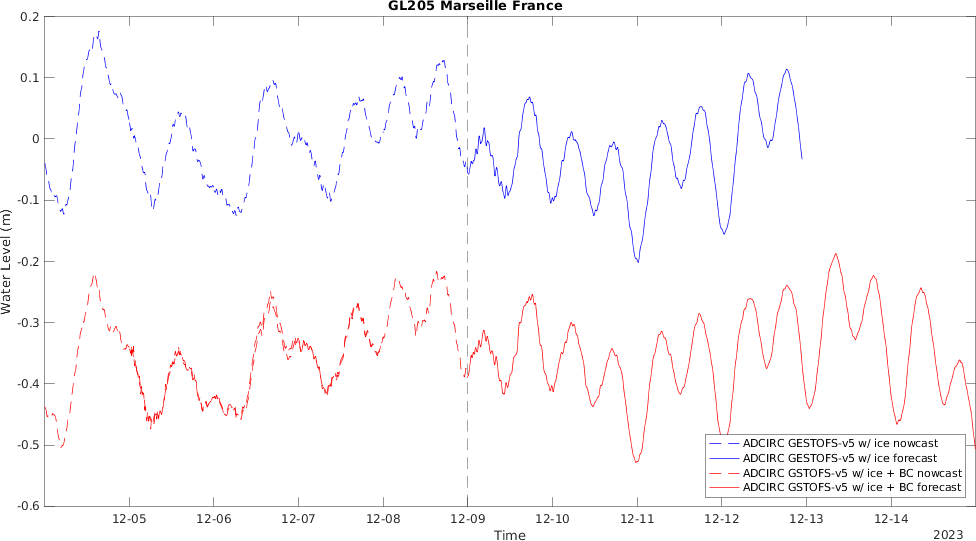 GL205 Marseille France
0.2
0.1
0
-0.1
-0.2
-0.3
-0.4
-0.5
-0.6
Water Level (m)
ADCIRC GESTOFS-v5 w/ ice nowcast
ADCIRC GESTOFS-v5 w/ ice forecast
ADCIRC GSTOFS-v5 w/ ice + BC nowcast
ADCIRC GSTOFS-v5 w/ ice + BC forecast
12-05 12-06 12-07 12-08 12-09 12-10 12-11 12-12 12-13 12-14
Time
2023